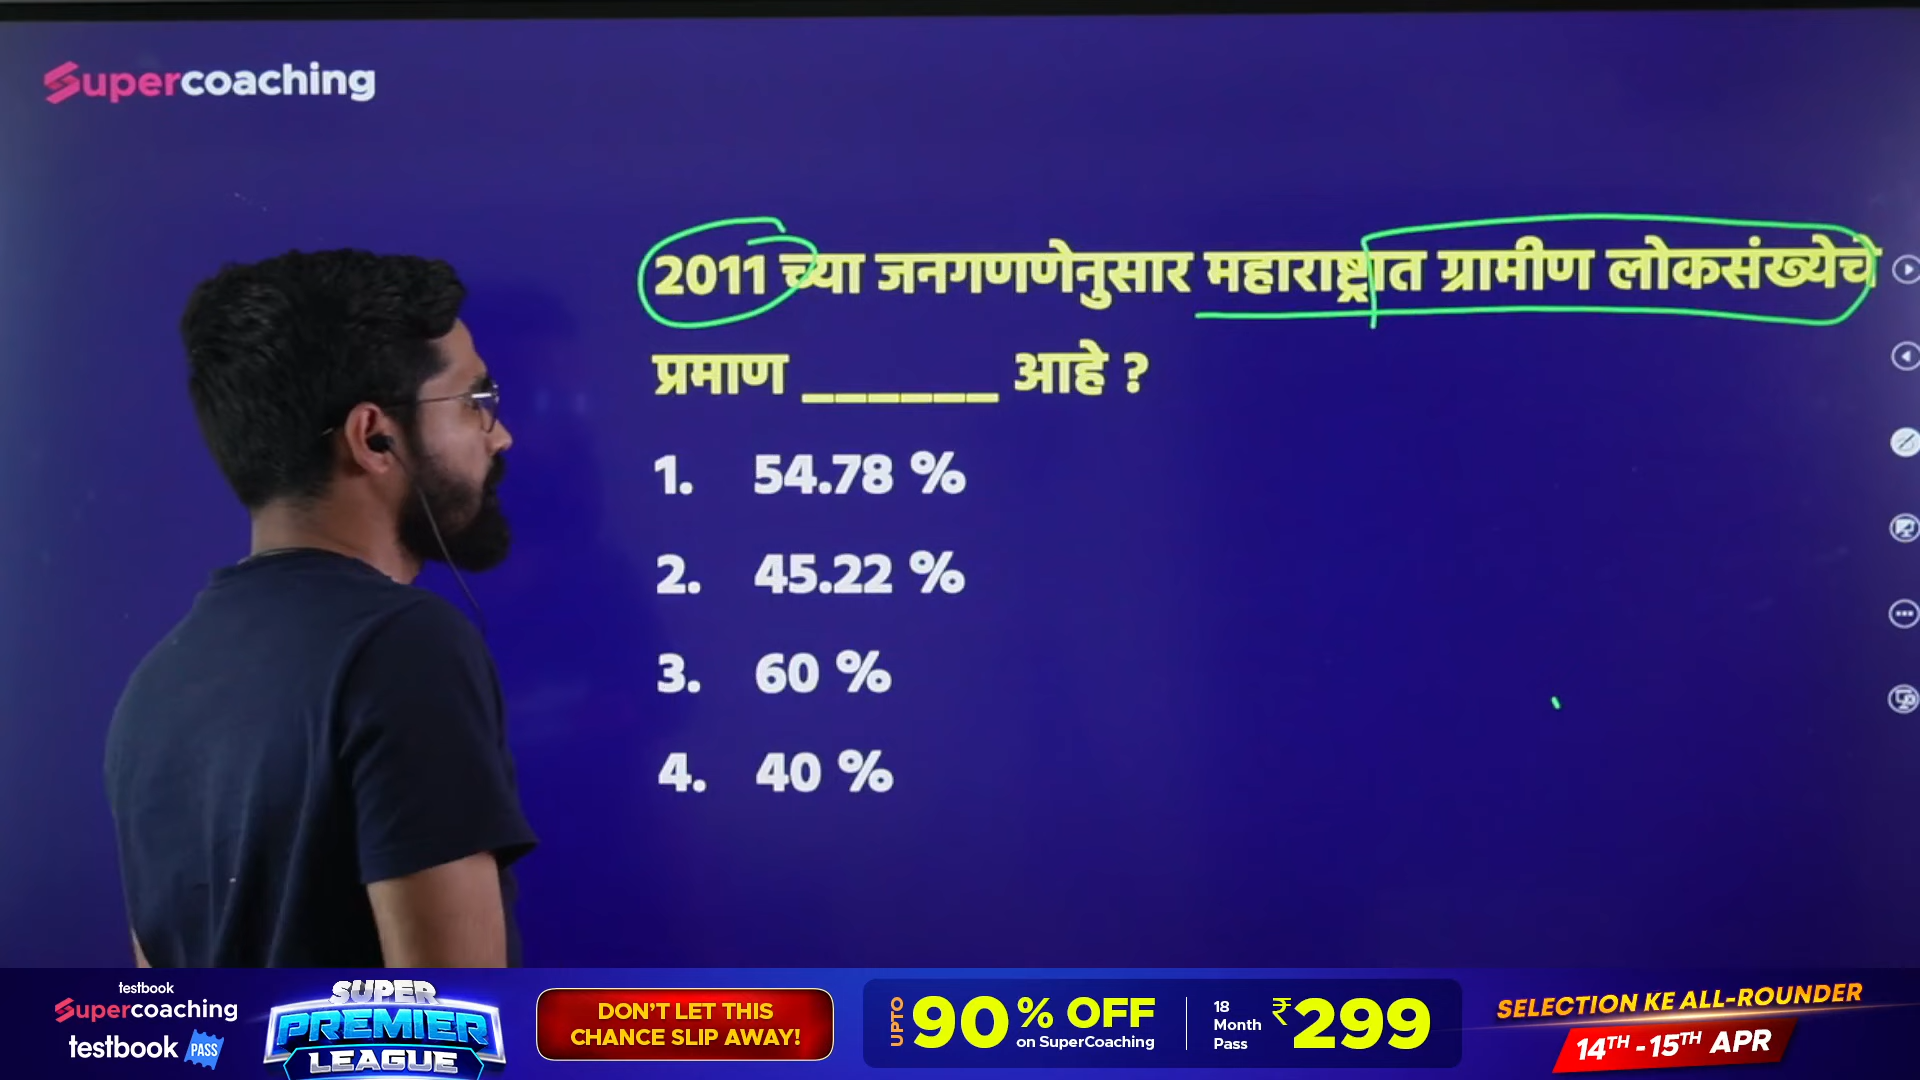 Supercoaching
2011 च्या जनगणणेनुसार महाराष्ट्रात ग्रामीण लोकसंख्येचे
प्रमाण ______ आहे ?
1. 54.78 %
2. 45.22 %
3. 60 %
4. 40 %
testbook
Supercoaching
testbook PASS
SUPER
PREMIER
LEAGUE
DON'T LET THIS
CHANCE SLIP AWAY!
UPTO 90% OFF
on SuperCoaching
18
Month
Pass
₹299
SELECTION KE ALL-ROUNDER
14TH - 15TH APR